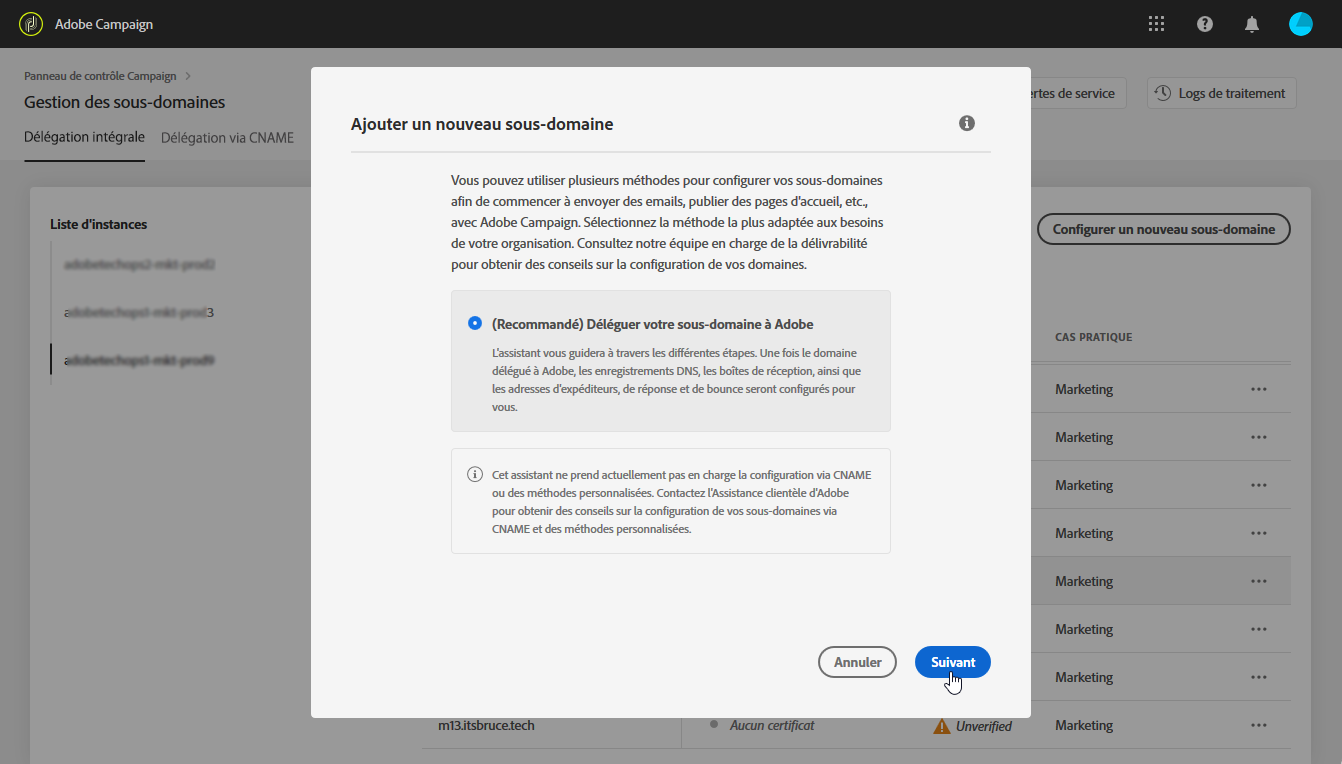 Adobe Campaign
Panneau de contrôle Campaign
Gestion des sous-domaines
Délégation intégrale
Délégation via CNAME
ertes de service
Logs de traitement
Liste d'instances
Configurer un nouveau sous-domaine
CAS PRATIQUE
Marketing
Marketing
Marketing
Marketing
Marketing
Marketing
Marketing
m13.itsbruce.tech
Aucun certificat
Unverified
Marketing
Ajouter un nouveau sous-domaine
Vous pouvez utiliser plusieurs méthodes pour configurer vos sous-domaines
afin de commencer à envoyer des emails, publier des pages d'accueil, etc.,
avec Adobe Campaign. Sélectionnez la méthode la plus adaptée aux besoins
de votre organisation. Consultez notre équipe en charge de la délivrabilité
pour obtenir des conseils sur la configuration de vos domaines.
(Recommandé) Déléguer votre sous-domaine à Adobe
L'assistant vous guidera à travers les différentes étapes. Une fois le domaine
délégué à Adobe, les enregistrements DNS, les boîtes de réception, ainsi que
les adresses d'expéditeurs, de réponse et de bounce seront configurés pour
vous.
Cet assistant ne prend actuellement pas en charge la configuration via CNAME
ou des méthodes personnalisées. Contactez l'Assistance clientèle d'Adobe
pour obtenir des conseils sur la configuration de vos sous-domaines via
CNAME et des méthodes personnalisées.
Annuler
Suivant